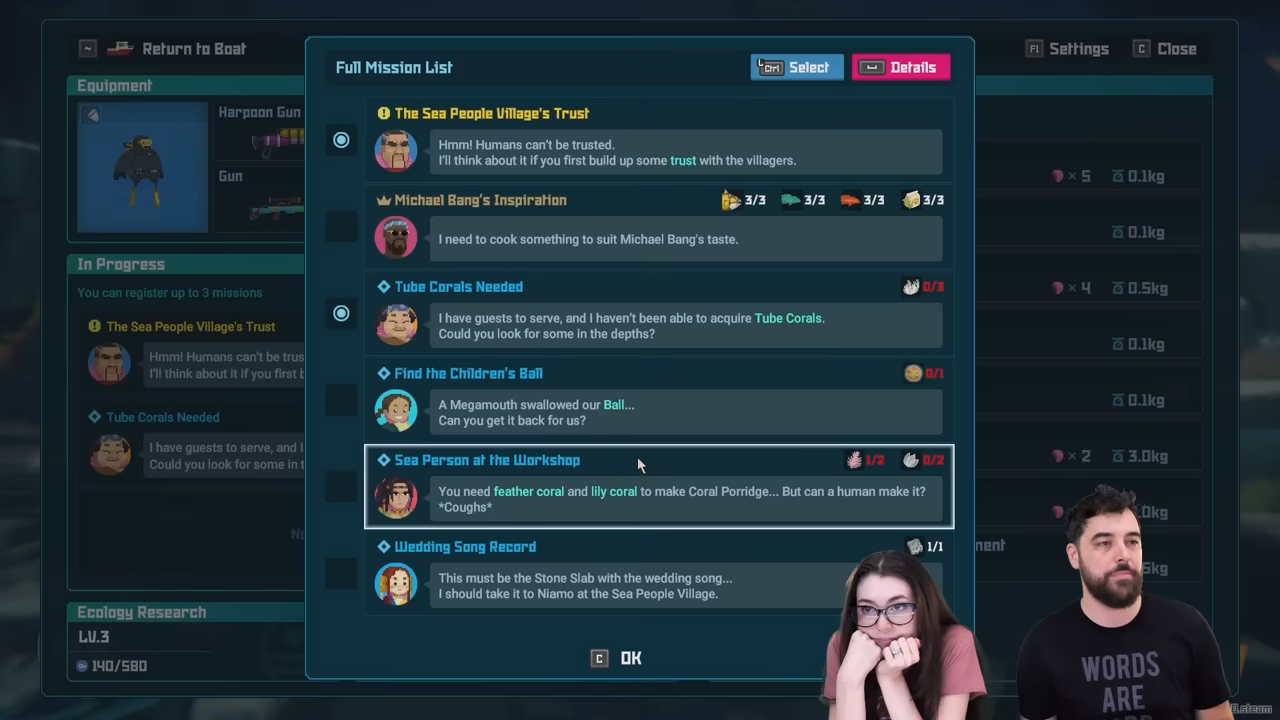 ~ Return to Boat
F1 Settings
C Close
Equipment
Harpoon Gun
Gun
In Progress
You can register up to 3 missions
The Sea People Village's Trust
Hmm! Humans can't be trus
I'll think about it if you first b
Tube Corals Needed
I have guests to serve, and I
Could you look for some in t
Ecology Research
LV.3
140/580
Full Mission List
Ctrl Select
Details
The Sea People Village's Trust
Hmm! Humans can't be trusted.
I'll think about it if you first build up some trust with the villagers.
Michael Bang's Inspiration
3/3 3/3 3/3 3/3
I need to cook something to suit Michael Bang's taste.
Tube Corals Needed
0/3
I have guests to serve, and I haven't been able to acquire Tube Corals.
Could you look for some in the depths?
Find the Children's Ball
0/1
A Megamouth swallowed our Ball...
Can you get it back for us?
Sea Person at the Workshop
1/2 0/2
You need feather coral and lily coral to make Coral Porridge... But can a human make it?
*Coughs*
Wedding Song Record
1/1
This must be the Stone Slab with the wedding song...
I should take it to Niamo at the Sea People Village.
C OK
× 5 0.1kg
0.1kg
× 4 0.5kg
0.1kg
0.1kg
× 2 3.0kg
0kg
ment
5kg
WORDS
ARE